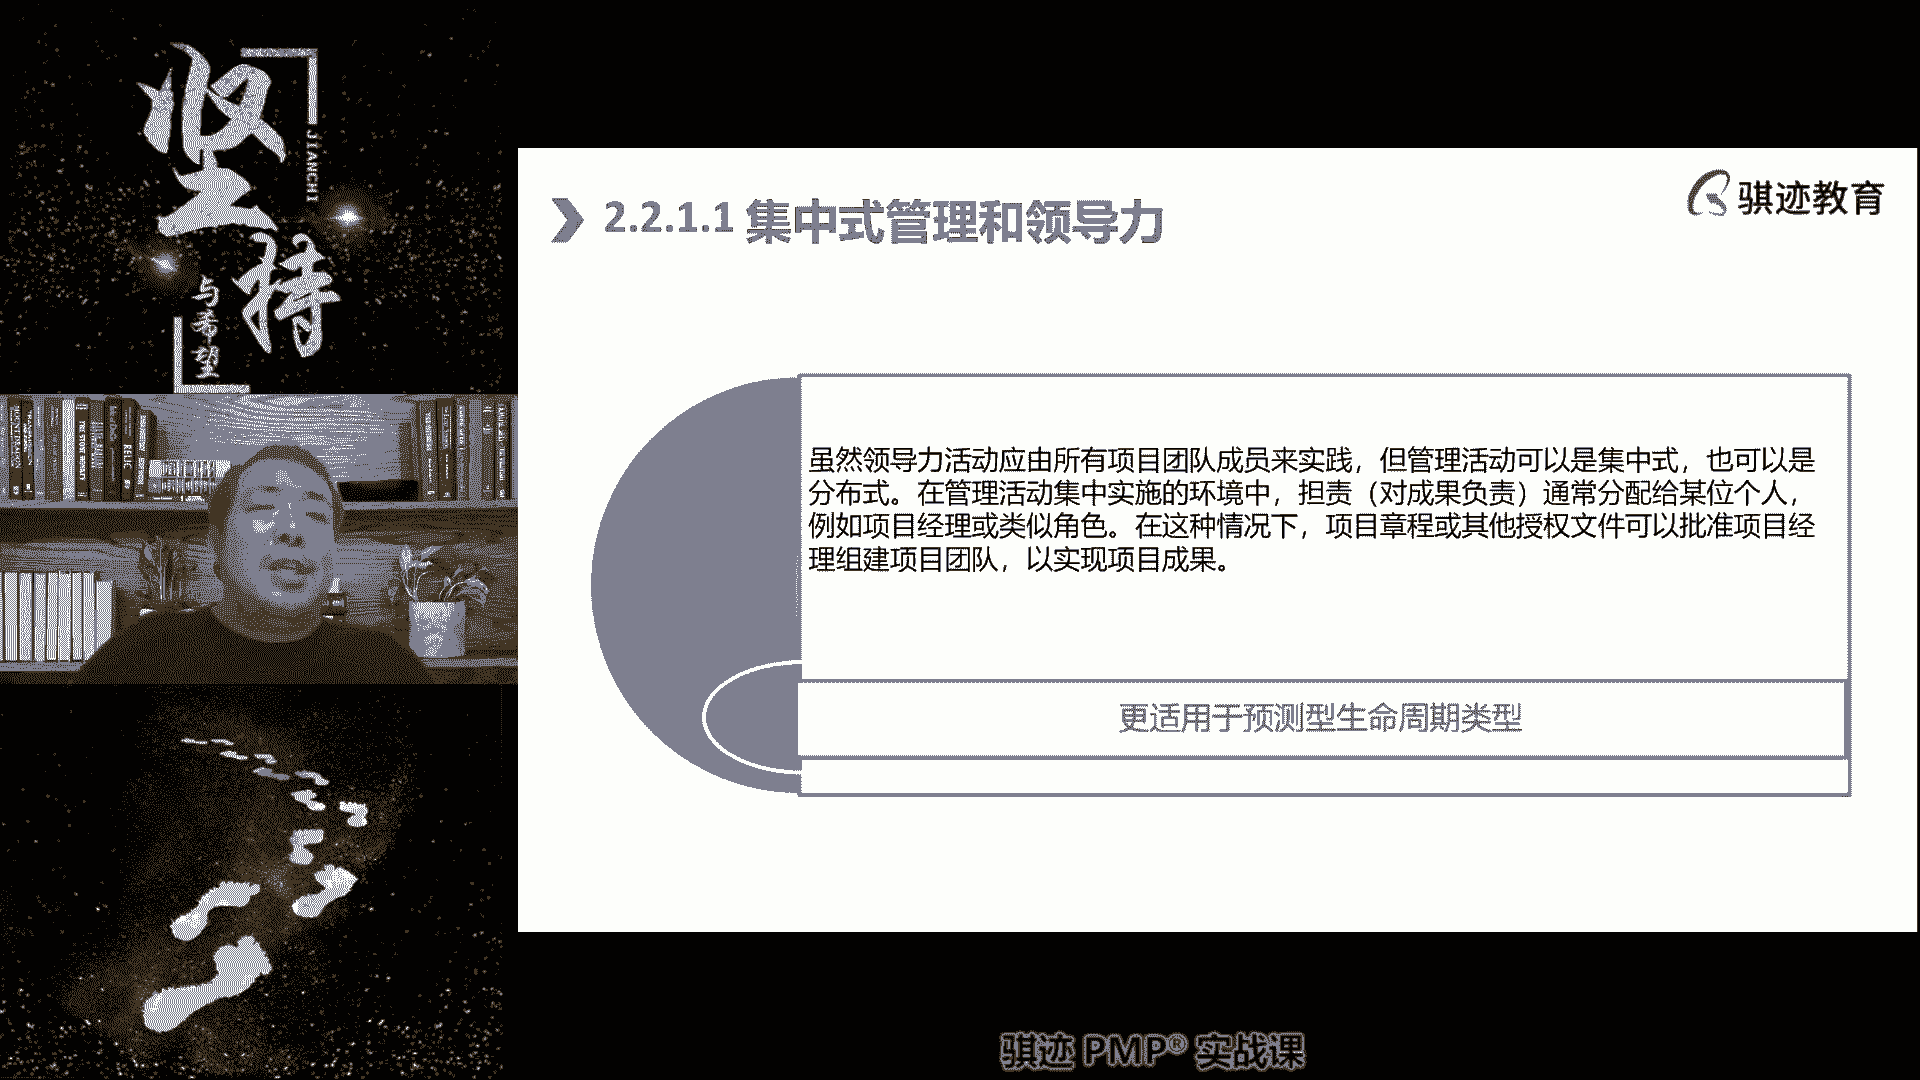 坚持
JIANCHI
与希望
2.2.1.1 集中式管理和领导力
骐迹教育
虽然领导力活动应由所有项目团队成员来实践，但管理活动可以是集中式，也可以是
分布式。在管理活动集中实施的环境中，担责（对成果负责）通常分配给某位个人，
例如项目经理或类似角色。在这种情况下，项目章程或其他授权文件可以批准项目经
理组建项目团队，以实现项目成果。
更适用于预测型生命周期类型
骐迹 PMP® 实战课